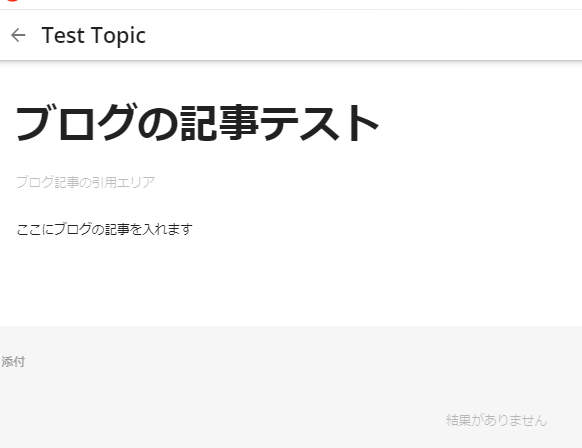 Test Topic
ブログの記事テスト
ブログ記事の引用エリア
ここにブログの記事を入れます
添付
結果がありません